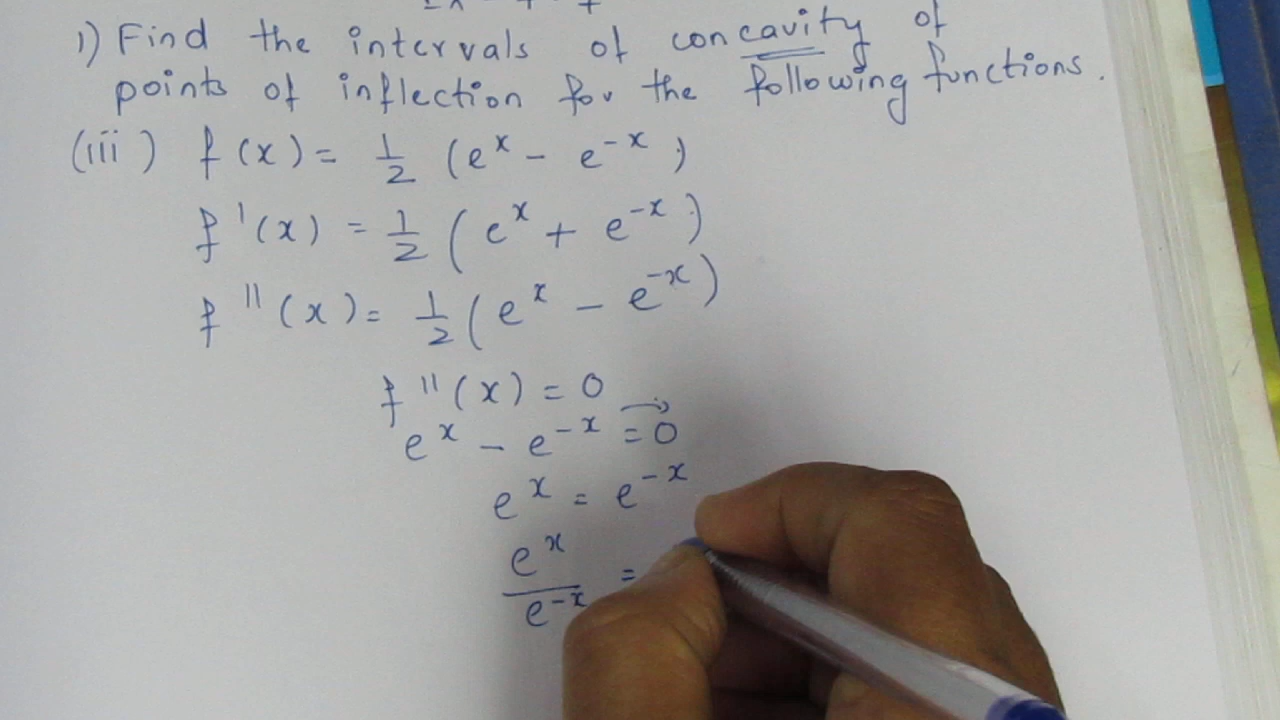 1) Find the intervals of concavity of
points of inflection for the following functions.
(iii) f(x) = 1/2 (e^x - e^-x)
f'(x) = 1/2 (e^x + e^-x)
f''(x) = 1/2 (e^x - e^-x)
f''(x) = 0
e^x - e^-x = 0
e^x = e^-x
e^x/e^-x =